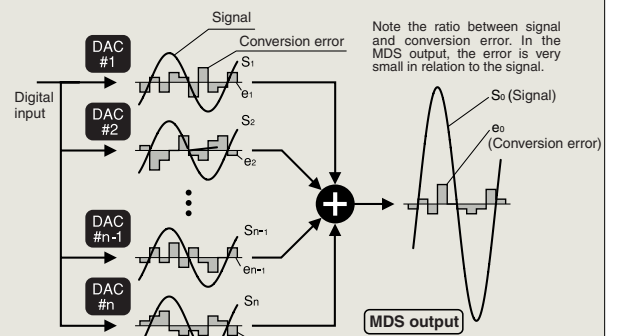 Signal
Conversion error
Note the ratio between signal
and conversion error. In the
MDS output, the error is very
small in relation to the signal.
DAC
#1
S1
e1
Digital
input
DAC
#2
S2
e2
S0 (Signal)
e0
(Conversion error)
+
DAC
#n-1
Sn-1
en-1
DAC
#n
Sn
MDS output